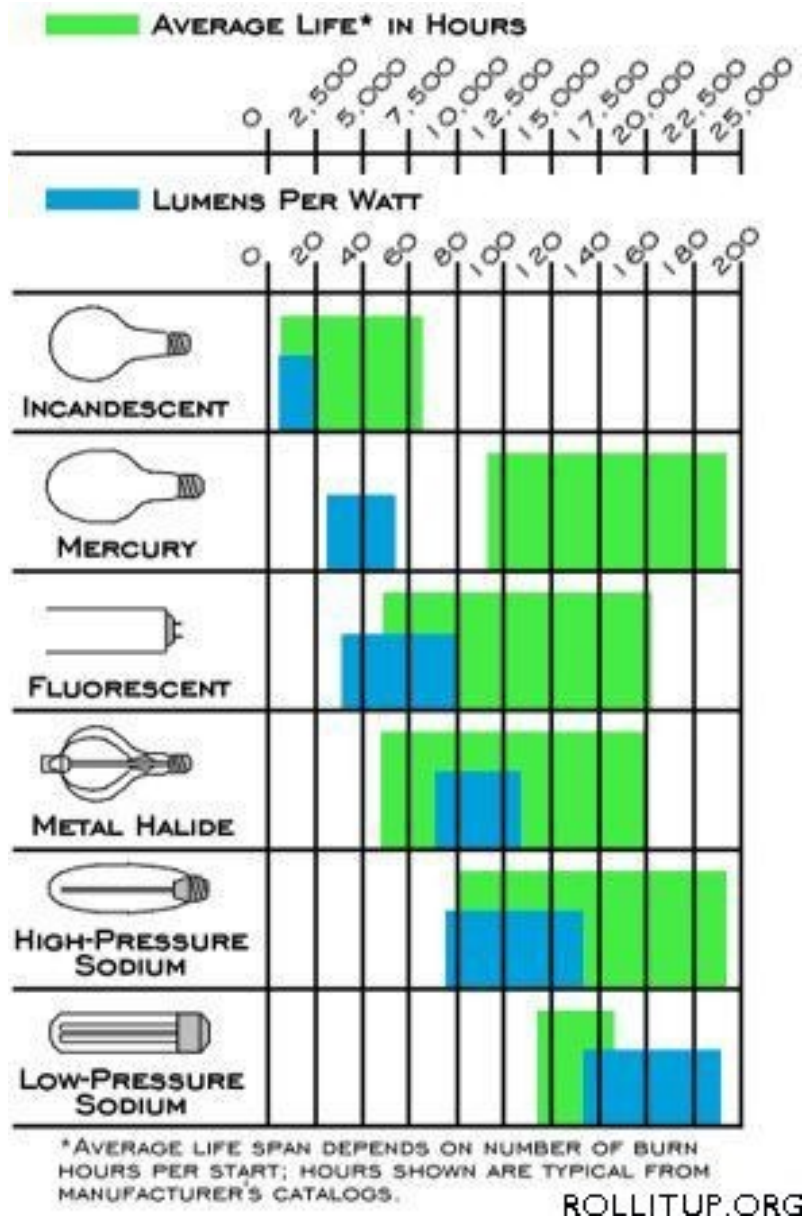 AVERAGE LIFE* IN HOURS
0 2,500 5,000 7,500 10,000 12,500 15,000 17,500 20,000 22,500 25,000
LUMENS PER WATT
0 20 40 60 80 100 120 140 160 180 200
INCANDESCENT
MERCURY
FLUORESCENT
METAL HALIDE
HIGH-PRESSURE
SODIUM
LOW-PRESSURE
SODIUM
*AVERAGE LIFE SPAN DEPENDS ON NUMBER OF BURN
HOURS PER START; HOURS SHOWN ARE TYPICAL FROM
MANUFACTURER'S CATALOGS.
ROLLITUP.ORG